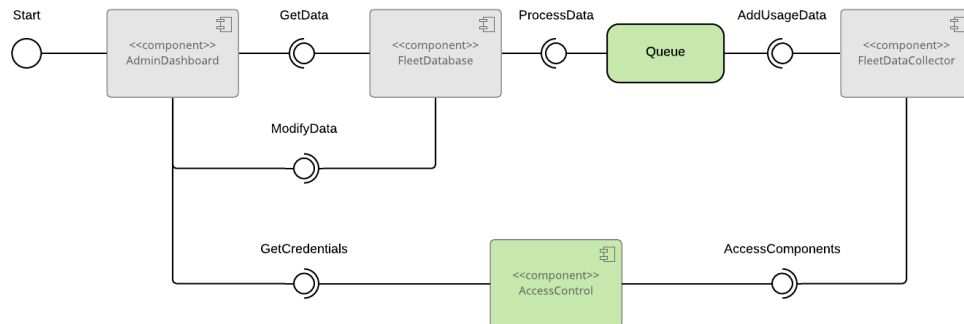 Start
GetData
ProcessData
AddUsageData
<<component>>
AdminDashboard
<<component>>
FleetDatabase
Queue
<<component>>
FleetDataCollector
ModifyData
GetCredentials
AccessComponents
<<component>>
AccessControl